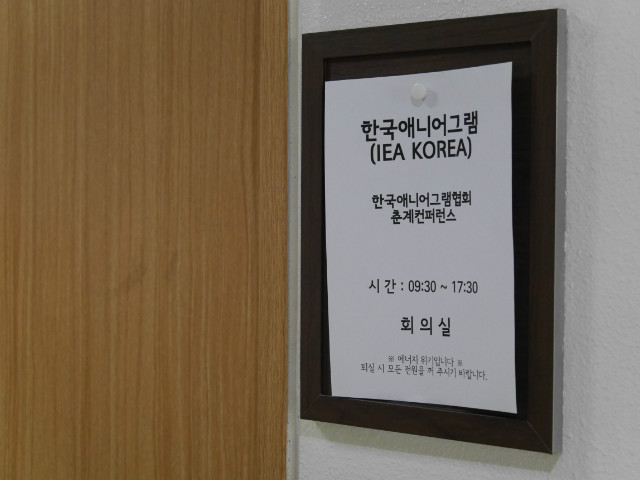 한국애니어그램
(IEA KOREA)
한국애니어그램협회
춘계컨퍼런스
시 간 : 09:30 ~ 17:30
회 의 실
※ 에너지 위기입니다 ※
퇴실 시 모든 전원을 꺼 주시기 바랍니다.